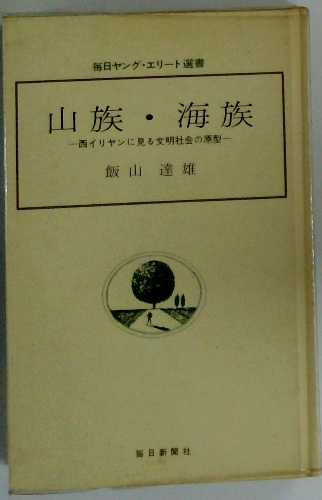 毎日ヤング・エリート選書
山族・海族
―西イリヤンに見る文明社会の原型―
飯山達雄
毎日新聞社